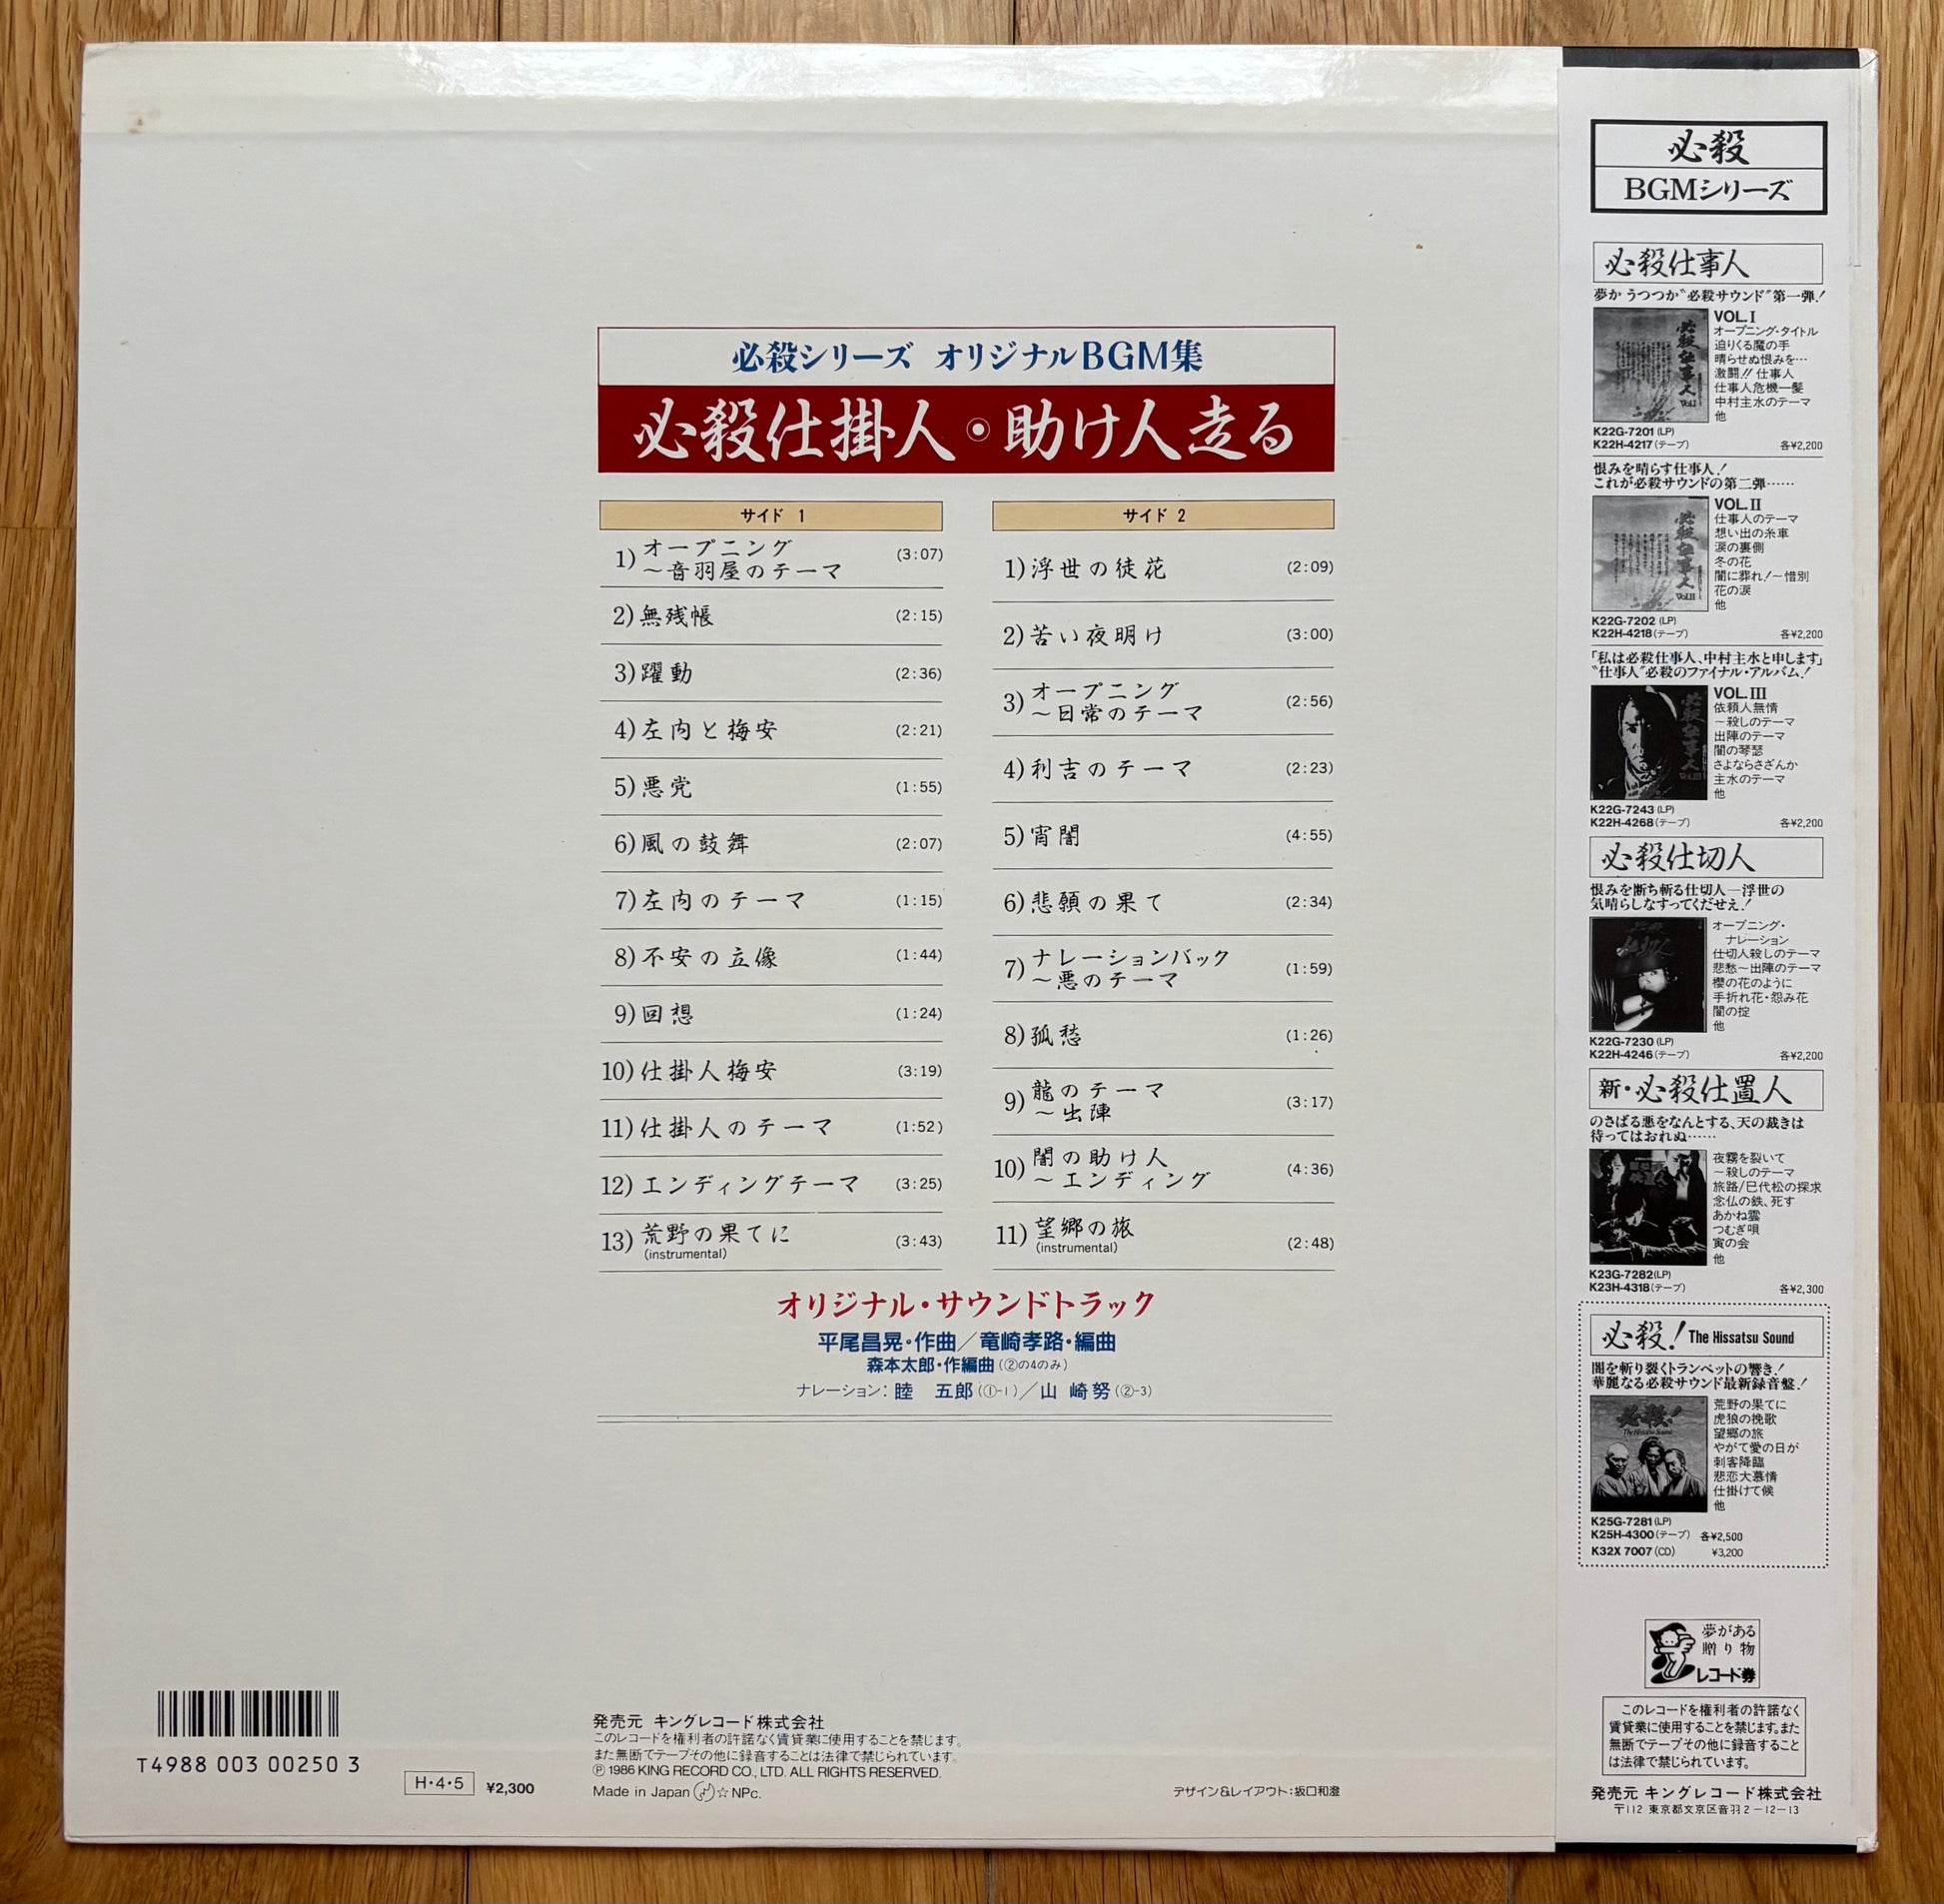 必殺シリーズ オリジナルBGM集
必殺仕掛人◉助け人走る
サイド 1
1) オープニング
〜音羽屋のテーマ (3:07)
2) 無残帳 (2:15)
3) 躍動 (2:36)
4) 左内と梅安 (2:21)
5) 悪党 (1:55)
6) 風の鼓舞 (2:07)
7) 左内のテーマ (1:15)
8) 不安の立像 (1:44)
9) 回想 (1:24)
10) 仕掛人梅安 (3:19)
11) 仕掛人のテーマ (1:52)
12) エンディングテーマ (3:25)
13) 荒野の果てに (3:43)
(instrumental)
サイド 2
1) 浮世の徒花 (2:09)
2) 苦い夜明け (3:00)
3) オープニング
〜日常のテーマ (2:56)
4) 利吉のテーマ (2:23)
5) 宵闇 (4:55)
6) 悲願の果て (2:34)
7) ナレーションバック
〜悪のテーマ (1:59)
8) 孤愁 (1:26)
9) 龍のテーマ
〜出陣 (3:17)
10) 闇の助け人
〜エンディング (4:36)
11) 望郷の旅
(instrumental) (2:48)
オリジナル・サウンドトラック
平尾昌晃・作曲／竜崎孝路・編曲
森本太郎・作編曲(②の4のみ)
ナレーション：睦 五郎(①-1)／山﨑努(②-3)
T4988 003 00250 3
H・4・5 ¥2,300
発売元 キングレコード株式会社
このレコードを権利者の許諾なく賃貸業に使用することを禁じます。
また無断でテープその他に録音することは法律で禁じられています。
Ⓟ 1986 KING RECORD CO., LTD. ALL RIGHTS RESERVED.
Made in Japan ☆ NPc.
デザイン&レイアウト：坂口和澄
必殺
BGMシリーズ
必殺仕事人
夢か うつつか“必殺サウンド”第一弾！
VOL.I
オープニング・タイトル
迫りくる魔の手
晴らせぬ恨みを…
激闘!! 仕事人
仕事人危機一髪
中村主水のテーマ
他
K22G-7201(LP)
K22H-4217(テープ) 各¥2,200
恨みを晴らす仕事人！
これが必殺サウンドの第二弾……
VOL.II
仕事人のテーマ
想い出の糸車
涙の裏側
冬の花
闇に葬れ！〜惜別
花の涙
他
K22G-7202(LP)
K22H-4218(テープ) 各¥2,200
「私は必殺仕事人、中村主水と申します」
“仕事人”必殺のファイナル・アルバム！
VOL.III
依頼人無情
〜殺しのテーマ
出陣のテーマ
闇の琴瑟
さよならさざんか
主水のテーマ
他
K22G-7243(LP)
K22H-4268(テープ) 各¥2,200
必殺仕切人
恨みを断ち斬る仕切人―浮世の
気晴らしなすってくだせえ！
オープニング・
ナレーション
仕切人殺しのテーマ
悲愁〜出陣のテーマ
櫻の花のように
手折れ花・怨み花
闇の掟
他
K22G-7230(LP)
K22H-4246(テープ) 各¥2,200
新・必殺仕置人
のさばる悪をなんとする、天の裁きは
待ってはおれぬ……
夜霧を裂いて
〜殺しのテーマ
旅路/巳代松の探求
念仏の鉄、死す
あかね雲
つむぎ唄
寅の会
他
K23G-7282(LP)
K23H-4318(テープ) 各¥2,300
必殺！The Hissatsu Sound
闇を斬り裂くトランペットの響き！
華麗なる必殺サウンド最新録音盤！
荒野の果てに
虎狼の挽歌
望郷の旅
やがて愛の日が
刺客降臨
悲恋大慕情
仕掛けて候
他
K25G-7281(LP)
K25H-4300(テープ) 各¥2,500
K32X 7007(CD) ¥3,200
夢がある
贈り物
レコード券
このレコードを権利者の許諾なく
賃貸業に使用することを禁じます。また
無断でテープその他に録音すること
は法律で禁じられています。
発売元 キングレコード株式会社
〒112 東京都文京区音羽2−12−13